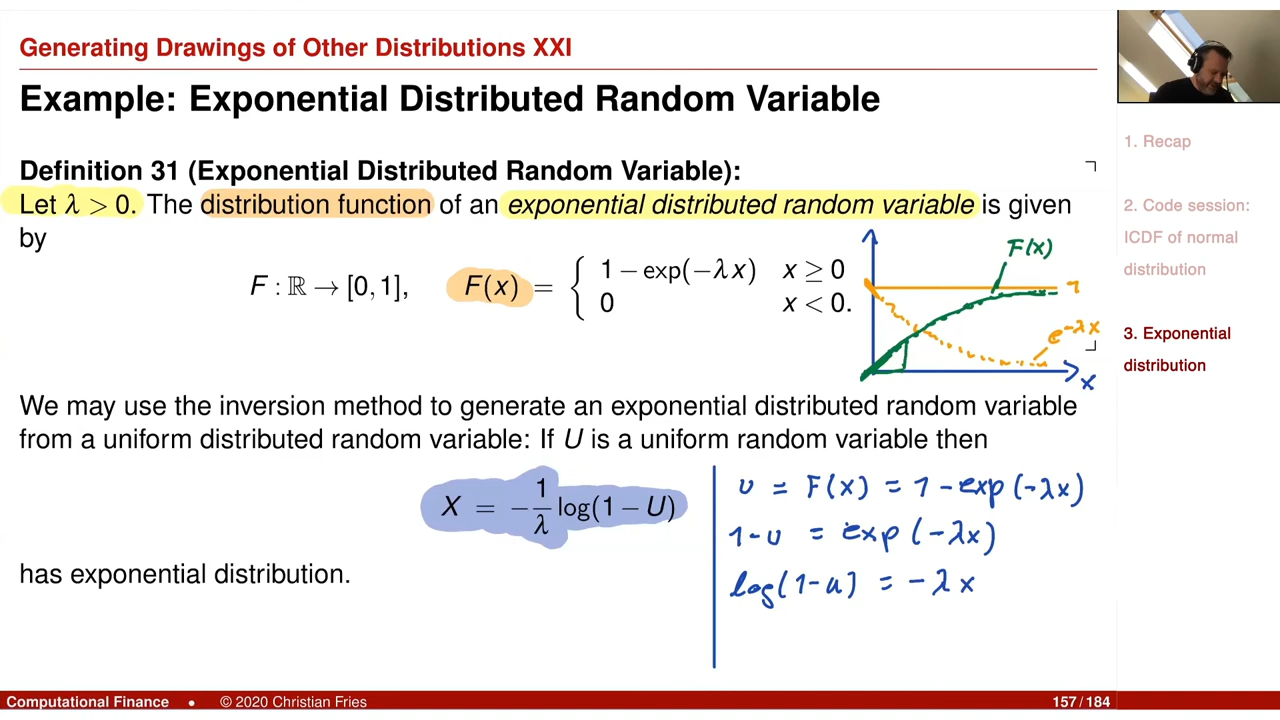 Generating Drawings of Other Distributions XXI
Example: Exponential Distributed Random Variable
Definition 31 (Exponential Distributed Random Variable):
Let λ > 0. The distribution function of an exponential distributed random variable is given
by
F : ℝ → [0, 1], F(x) = { 1 − exp(−λx) x ≥ 0
0 x < 0.
F(x)
1
e^-λx
x
We may use the inversion method to generate an exponential distributed random variable
from a uniform distributed random variable: If U is a uniform random variable then
X = −1/λ log(1 − U)
u = F(x) = 1 - exp(-λx)
1-u = exp(-λx)
log(1-u) = -λx
has exponential distribution.
1. Recap
2. Code session:
ICDF of normal
distribution
3. Exponential
distribution
Computational Finance • © 2020 Christian Fries 157 / 184